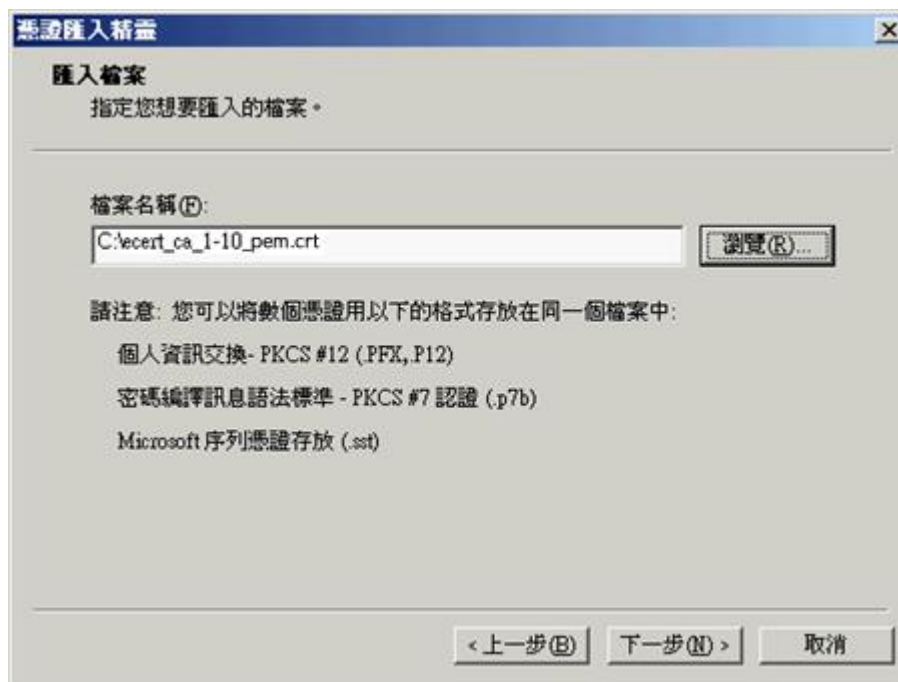 憑證匯入精靈
匯入檔案
指定您想要匯入的檔案。
檔案名稱(F):
C:\ecert_ca_1-10_pem.crt
瀏覽(R)...
請注意: 您可以將數個憑證用以下的格式存放在同一個檔案中:
個人資訊交換- PKCS #12 (.PFX,.P12)
密碼編譯訊息語法標準 - PKCS #7 認證 (.p7b)
Microsoft 序列憑證存放 (.sst)
<上一步(B)
下一步(N) >
取消